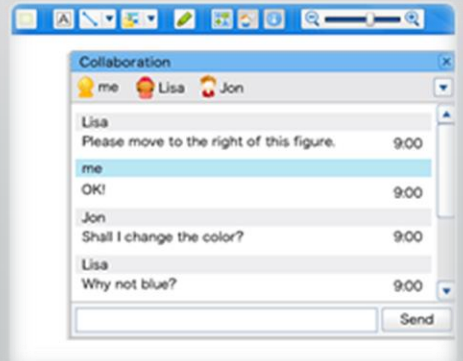 A
Collaboration
me Lisa Jon
Lisa
Please move to the right of this figure. 9:00
me
OK! 9:00
Jon
Shall I change the color? 9:00
Lisa
Why not blue? 9:00
Send